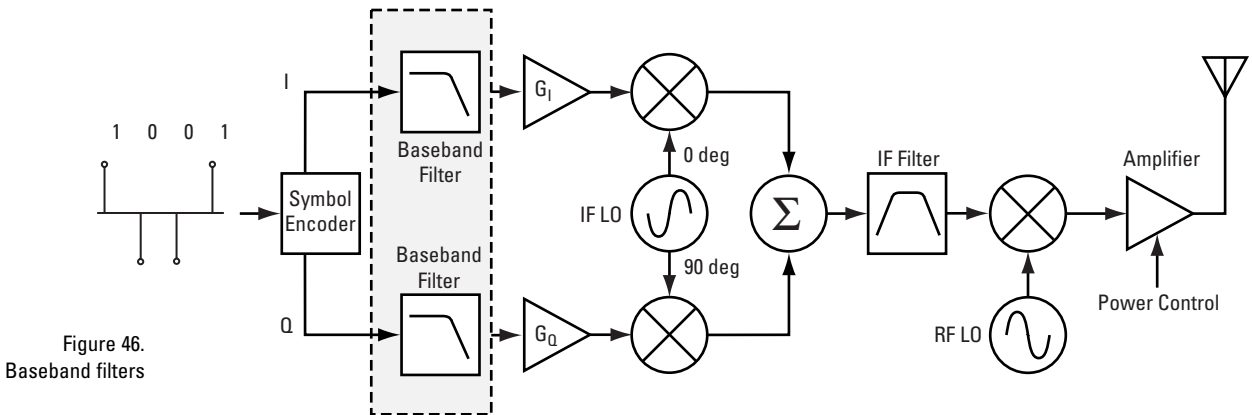 1 0 0 1
Symbol
Encoder
I
Q
Baseband
Filter
Baseband
Filter
G_I
G_Q
0 deg
IF LO
90 deg
Σ
IF Filter
RF LO
Amplifier
Power Control
Figure 46.
Baseband filters